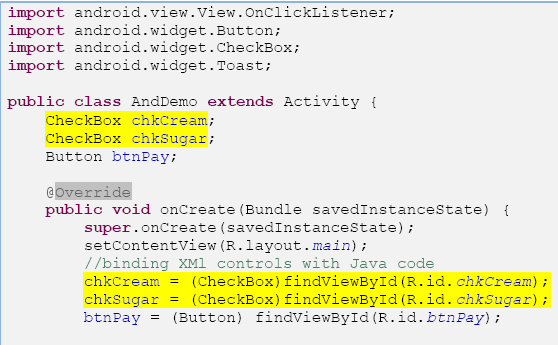 import android.view.View.OnClickListener;
import android.widget.Button;
import android.widget.CheckBox;
import android.widget.Toast;
public class AndDemo extends Activity {
CheckBox chkCream;
CheckBox chkSugar;
Button btnPay;
@Override
public void onCreate(Bundle savedInstanceState) {
super.onCreate(savedInstanceState);
setContentView(R.layout.main);
//binding XMl controls with Java code
chkCream = (CheckBox)findViewById(R.id.chkCream);
chkSugar = (CheckBox)findViewById(R.id.chkSugar);
btnPay = (Button) findViewById(R.id.btnPay);